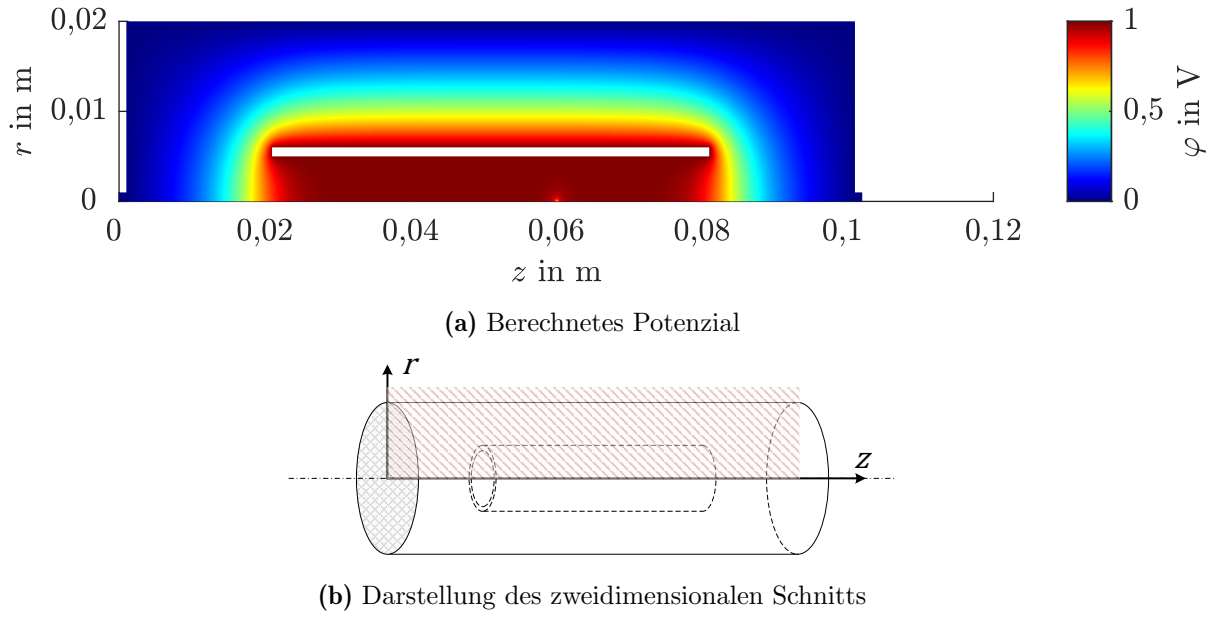 0,02
0,01
0
r in m
0
0,02
0,04
0,06
0,08
0,1
0,12
z in m
1
0,5
0
φ in V
(a) Berechnetes Potenzial
r
z
(b) Darstellung des zweidimensionalen Schnitts